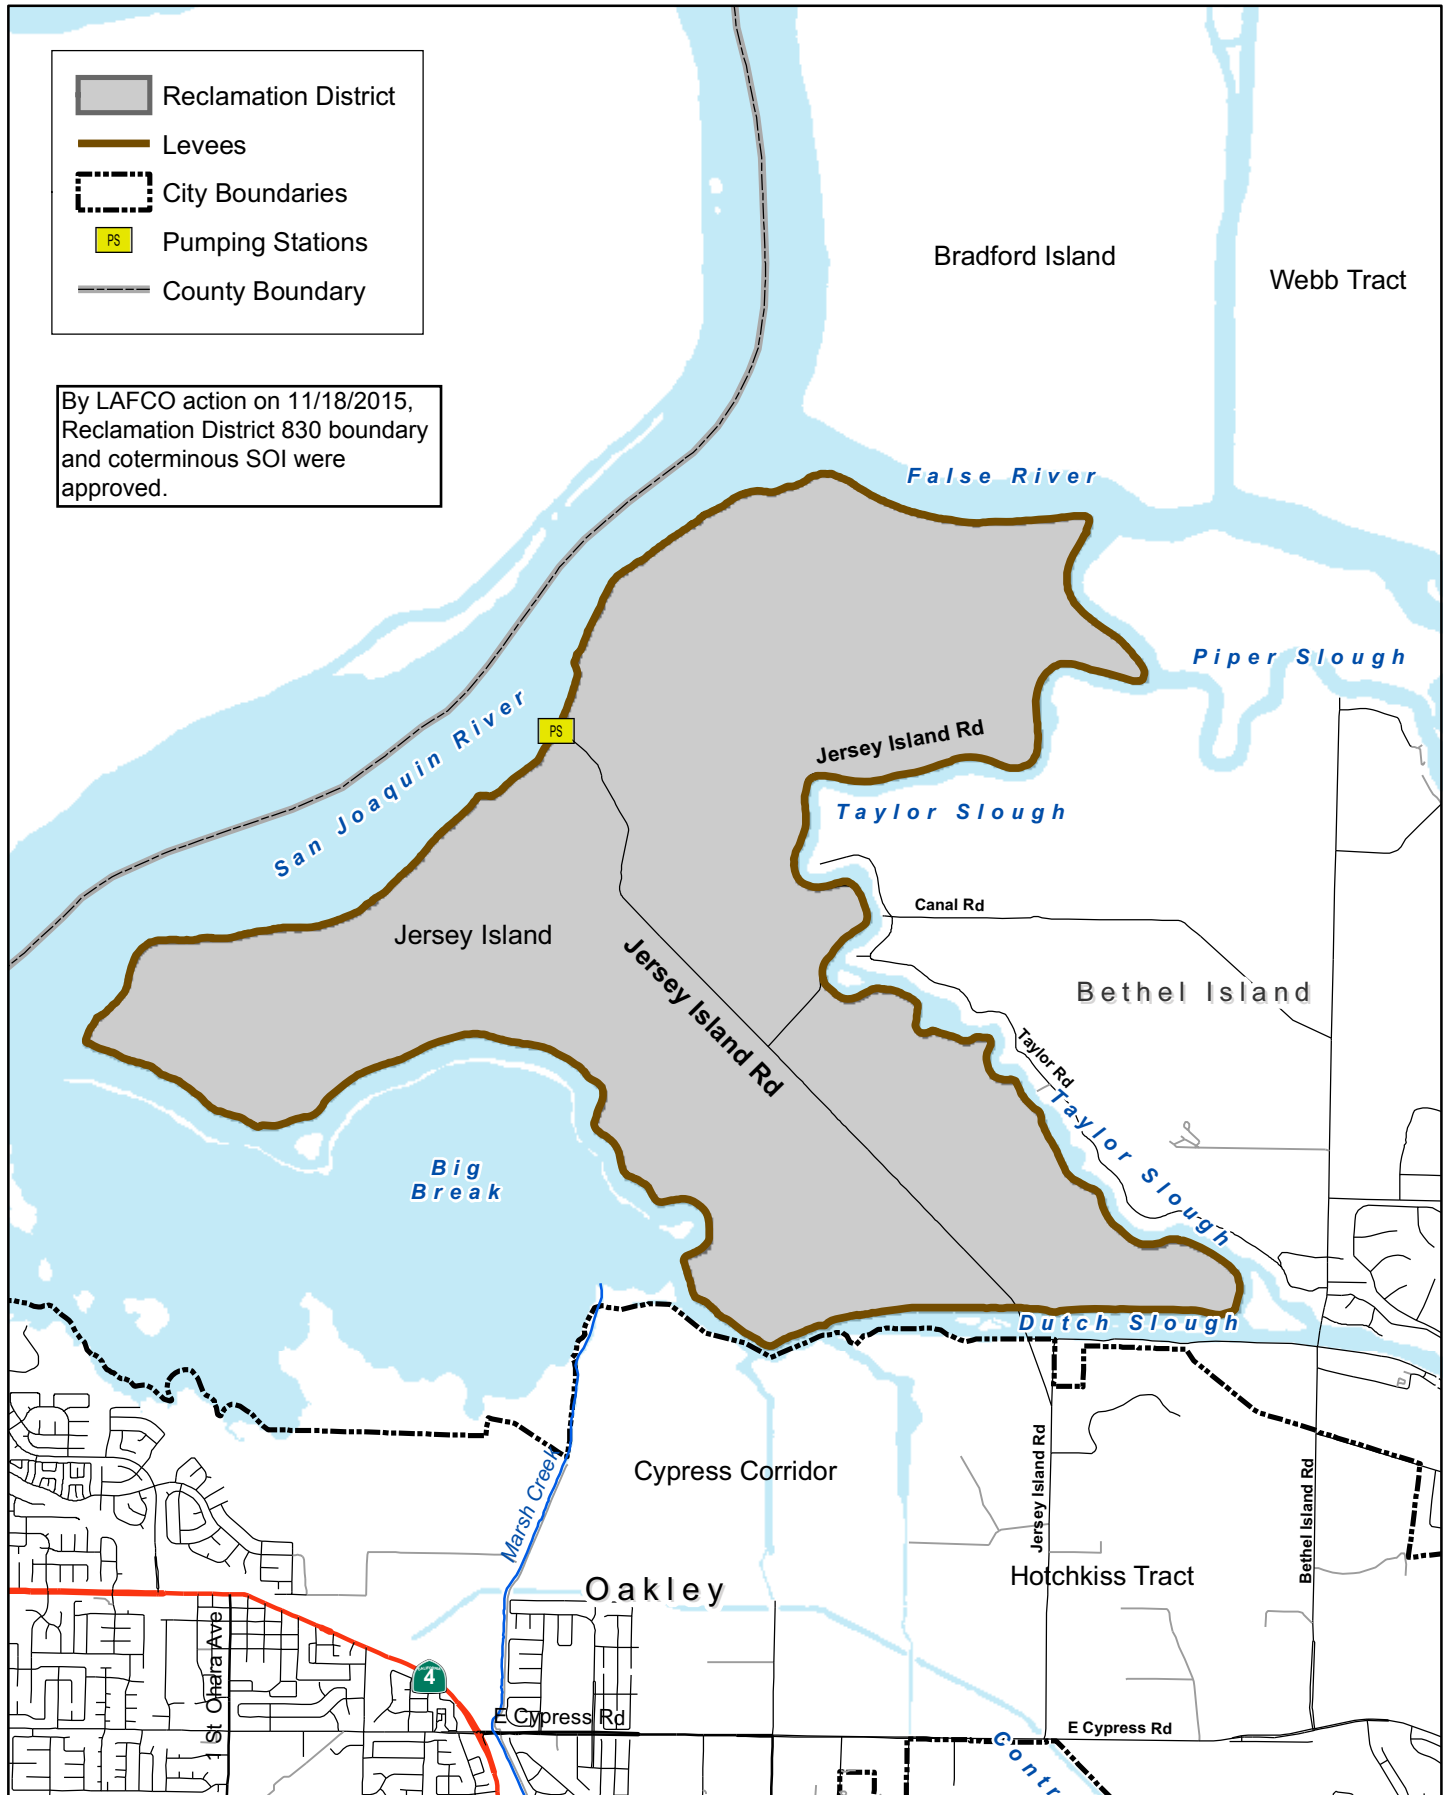 Reclamation District
Levees
City Boundaries
PS
Pumping Stations
County Boundary
By LAFCO action on 11/18/2015,
Reclamation District 830 boundary
and coterminous SOI were
approved.
Bradford Island
Webb Tract
False River
Piper Slough
San Joaquin River
PS
Jersey Island Rd
Taylor Slough
Canal Rd
Jersey Island
Jersey Island Rd
Bethel Island
Taylor Rd
Taylor Slough
Big
Break
Dutch Slough
Marsh Creek
Cypress Corridor
Jersey Island Rd
Bethel Island Rd
Oakley
Hotchkiss Tract
1 St Ohara Ave
CALIFORNIA
4
E Cypress Rd
E Cypress Rd
Contr